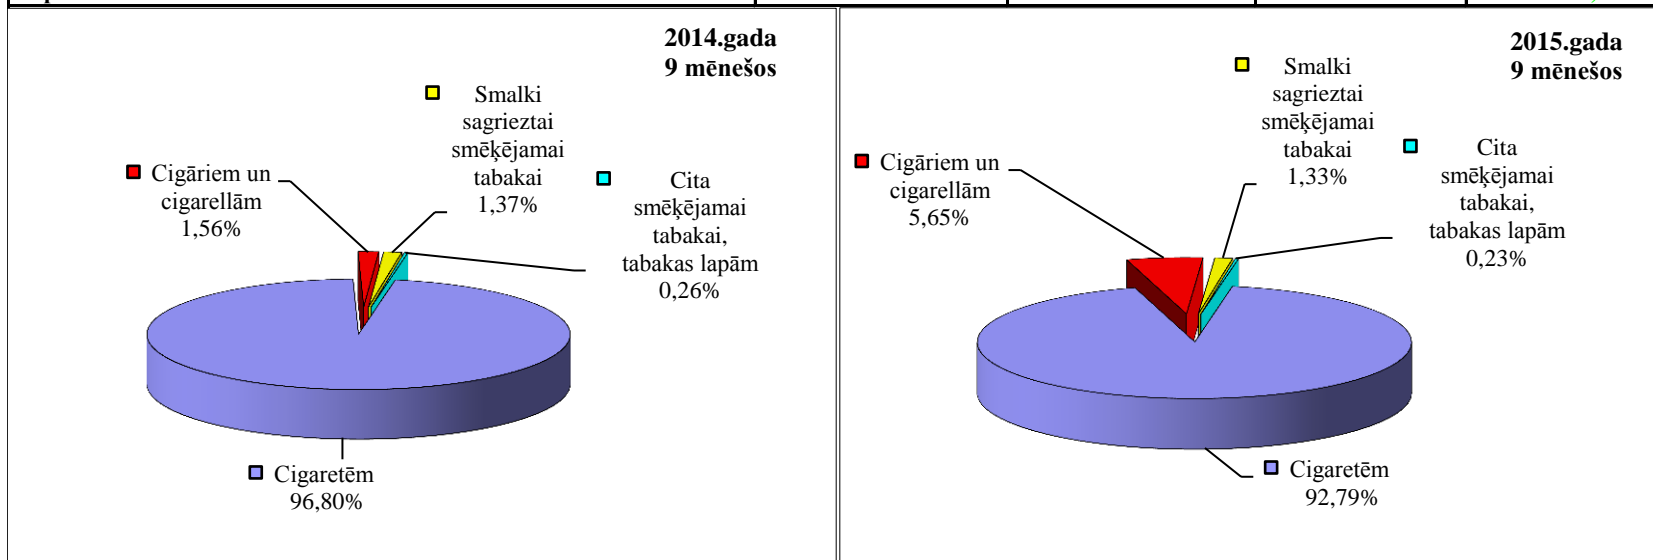 2014.gada
9 mēnešos
Smalki
sagrieztai
smēķējamai
tabakai
1,37%
Cigāriem un
cigarellām
1,56%
Cita
smēķējamai
tabakai,
tabakas lapām
0,26%
Cigaretēm
96,80%
2015.gada
9 mēnešos
Smalki
sagrieztai
smēķējamai
tabakai
1,33%
Cigāriem un
cigarellām
5,65%
Cita
smēķējamai
tabakai,
tabakas lapām
0,23%
Cigaretēm
92,79%